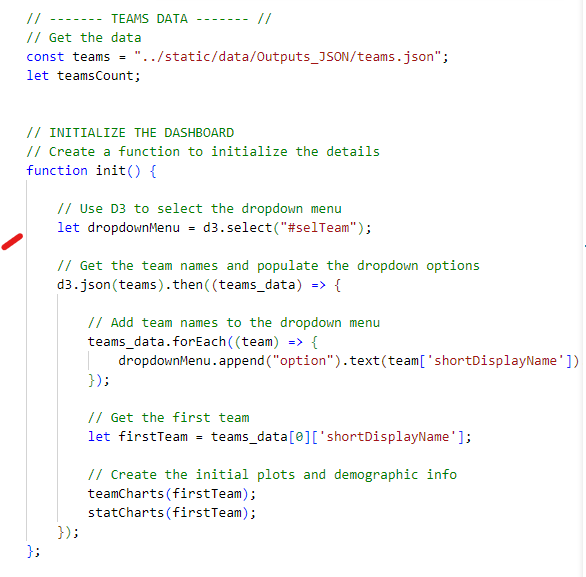 // ------- TEAMS DATA ------- //
// Get the data
const teams = "../static/data/Outputs_JSON/teams.json";
let teamsCount;
// INITIALIZE THE DASHBOARD
// Create a function to initialize the details
function init() {
// Use D3 to select the dropdown menu
let dropdownMenu = d3.select("#selTeam");
// Get the team names and populate the dropdown options
d3.json(teams).then((teams_data) => {
// Add team names to the dropdown menu
teams_data.forEach((team) => {
dropdownMenu.append("option").text(team['shortDisplayName'])
});
// Get the first team
let firstTeam = teams_data[0]['shortDisplayName'];
// Create the initial plots and demographic info
teamCharts(firstTeam);
statCharts(firstTeam);
});
};